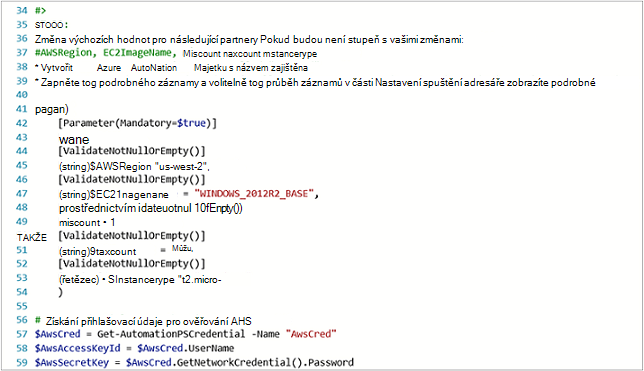 34 #>
35 STOOO :
36 Změna výchozích hodnot pro následující partnery Pokud budou není stupeň s vašimi změnami:
37 #AWSRegion, EC2ImageName, Miscount naxcount mstancerype
38 * Vytvořit Azure AutoNation Majetku s názvem zajištěna
39 * Zapněte tog podrobného záznamy a volitelně tog průběh záznamů v části Nastavení spuštění adresáře zobrazíte podrobné
40
41 pagan)
42 [Parameter(Mandatory=$true)]
43 wane
44 [ValidateNotNullOrEmpty()]
45 (string)$AWSRegion "us-west-2",
46 [ValidateNotNullOrEmpty()]
47 (string)$EC21nagenane = "WINDOWS_2012R2_BASE",
48 prostřednictvím idateuotnul 10fEnpty())
49 miscount • 1
TAKŽE [ValidateNotNullOrEmpty()]
51 (string)9taxcount = Můžu,
52 [ValidateNotNullOrEmpty()]
53 (řetězec) • SInstancerype "t2.micro-
54 )
55
56 # Získání přihlašovací údaje pro ověřování AHS
57 $AwsCred = Get-AutomationPSCredential -Name "AwsCred"
58 $AwsAccessKeyId = $AwsCred.UserName
59 $AwsSecretKey = $AwsCred.GetNetworkCredential().Password